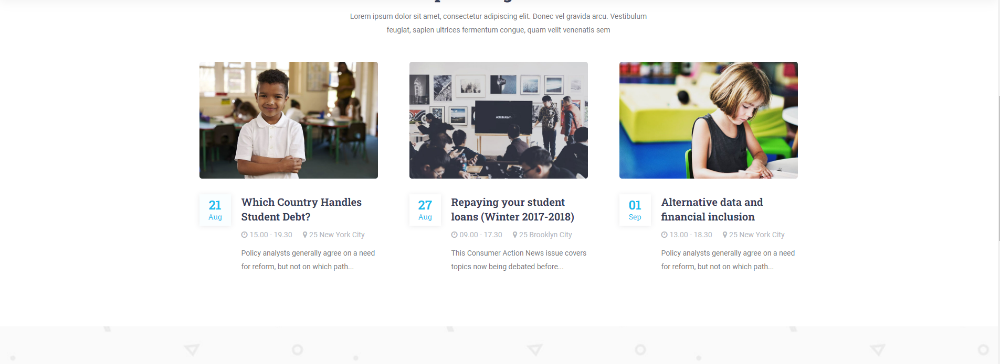 Lorem ipsum dolor sit amet, consectetur adipiscing elit. Donec vel gravida arcu. Vestibulum
feugiat, sapien ultrices fermentum congue, quam velit venenatis sem
21
Aug
Which Country Handles
Student Debt?
15.00 - 19.30 25 New York City
Policy analysts generally agree on a need
for reform, but not on which path...
27
Aug
Repaying your student
loans (Winter 2017-2018)
09.00 - 17.30 25 Brooklyn City
This Consumer Action News issue covers
topics now being debated before...
01
Sep
Alternative data and
financial inclusion
13.00 - 18.30 25 New York City
Policy analysts generally agree on a need
for reform, but not on which path...